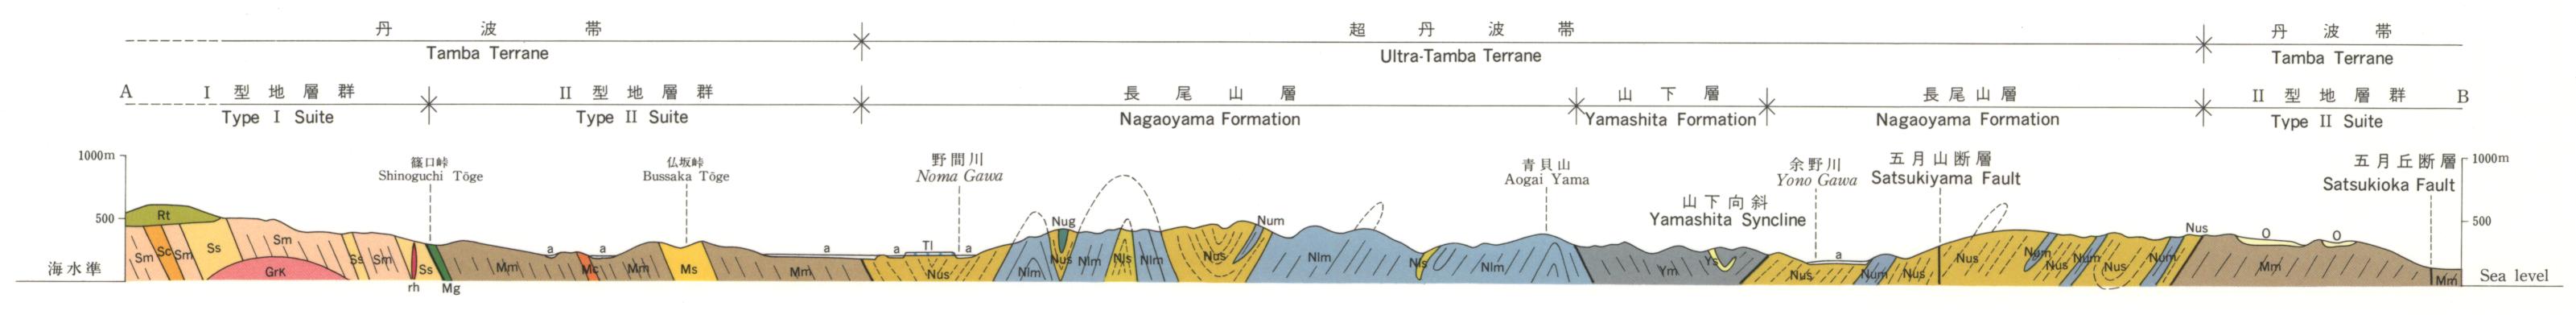 丹波帯 超丹波帯 丹波帯
Tamba Terrane Ultra-Tamba Terrane Tamba Terrane
A I型地層群 II型地層群 長尾山層 山下層 長尾山層 II型地層群 B
Type I Suite Type II Suite Nagaoyama Formation Yamashita Formation Nagaoyama Formation Type II Suite
1000m 篠口峠 仏坂峠 野間川 青貝山 余野川 五月山断層 五月丘断層 1000m
Shinoguchi Tōge Bussaka Tōge Noma Gawa Aogai Yama Yono Gawa Satsukiyama Fault Satsukioka Fault
山下向斜
Yamashita Syncline
500 Rt Nug Num Nus O O 500
Sm Sc Sm Ss Sm Ss Sm a a a a Tl a Nus Nlm Nls Nlm Nus Nlm Nls Nlm Ys a Nus Num Nus Num Nus Num
海水準 GrK Ss Mm Mc Mm Ms Mm Nus Nlm Ym Nus Num Nus Mm Mm Sea level
rh Mg